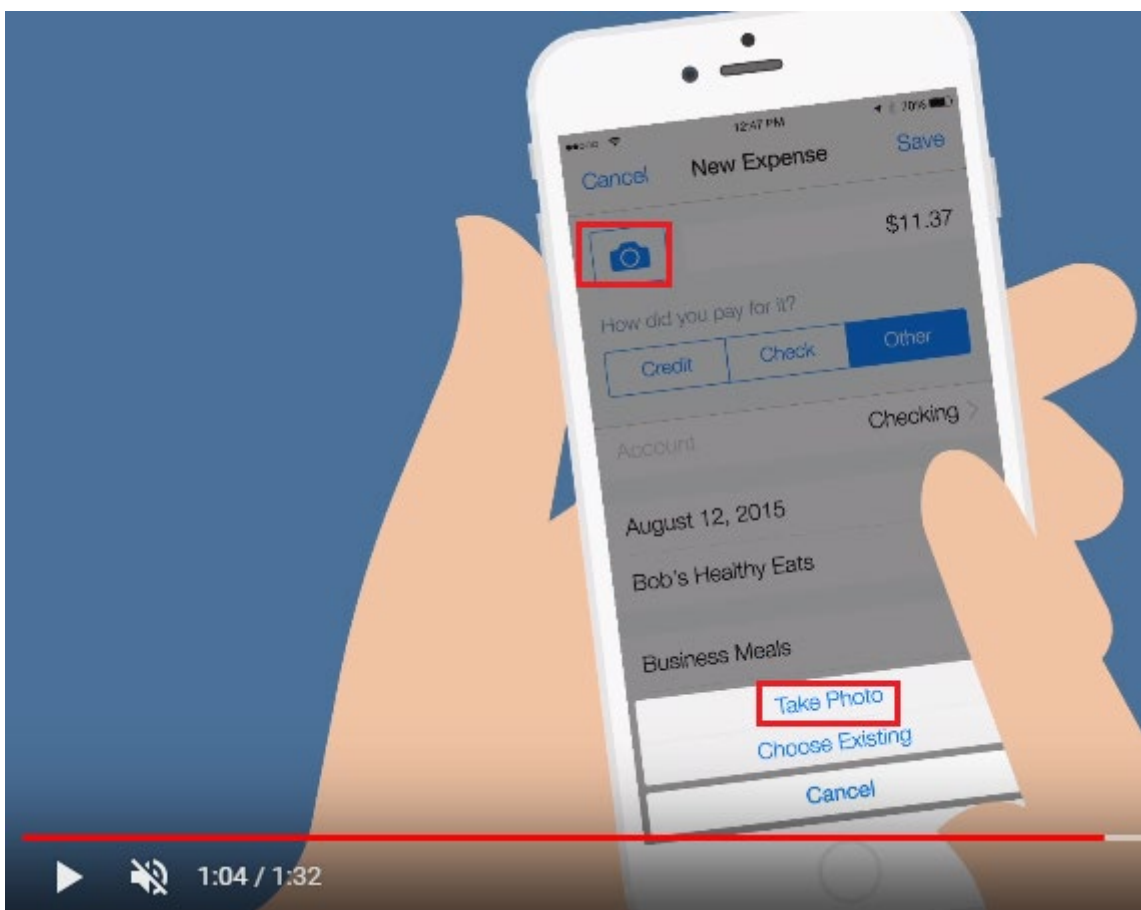 12:47 PM
Cancel New Expense Save
$11.37
How did you pay for it?
Credit Check Other
Account Checking
August 12, 2015
Bob's Healthy Eats
Business Meals
Take Photo
Choose Existing
Cancel
1:04 / 1:32